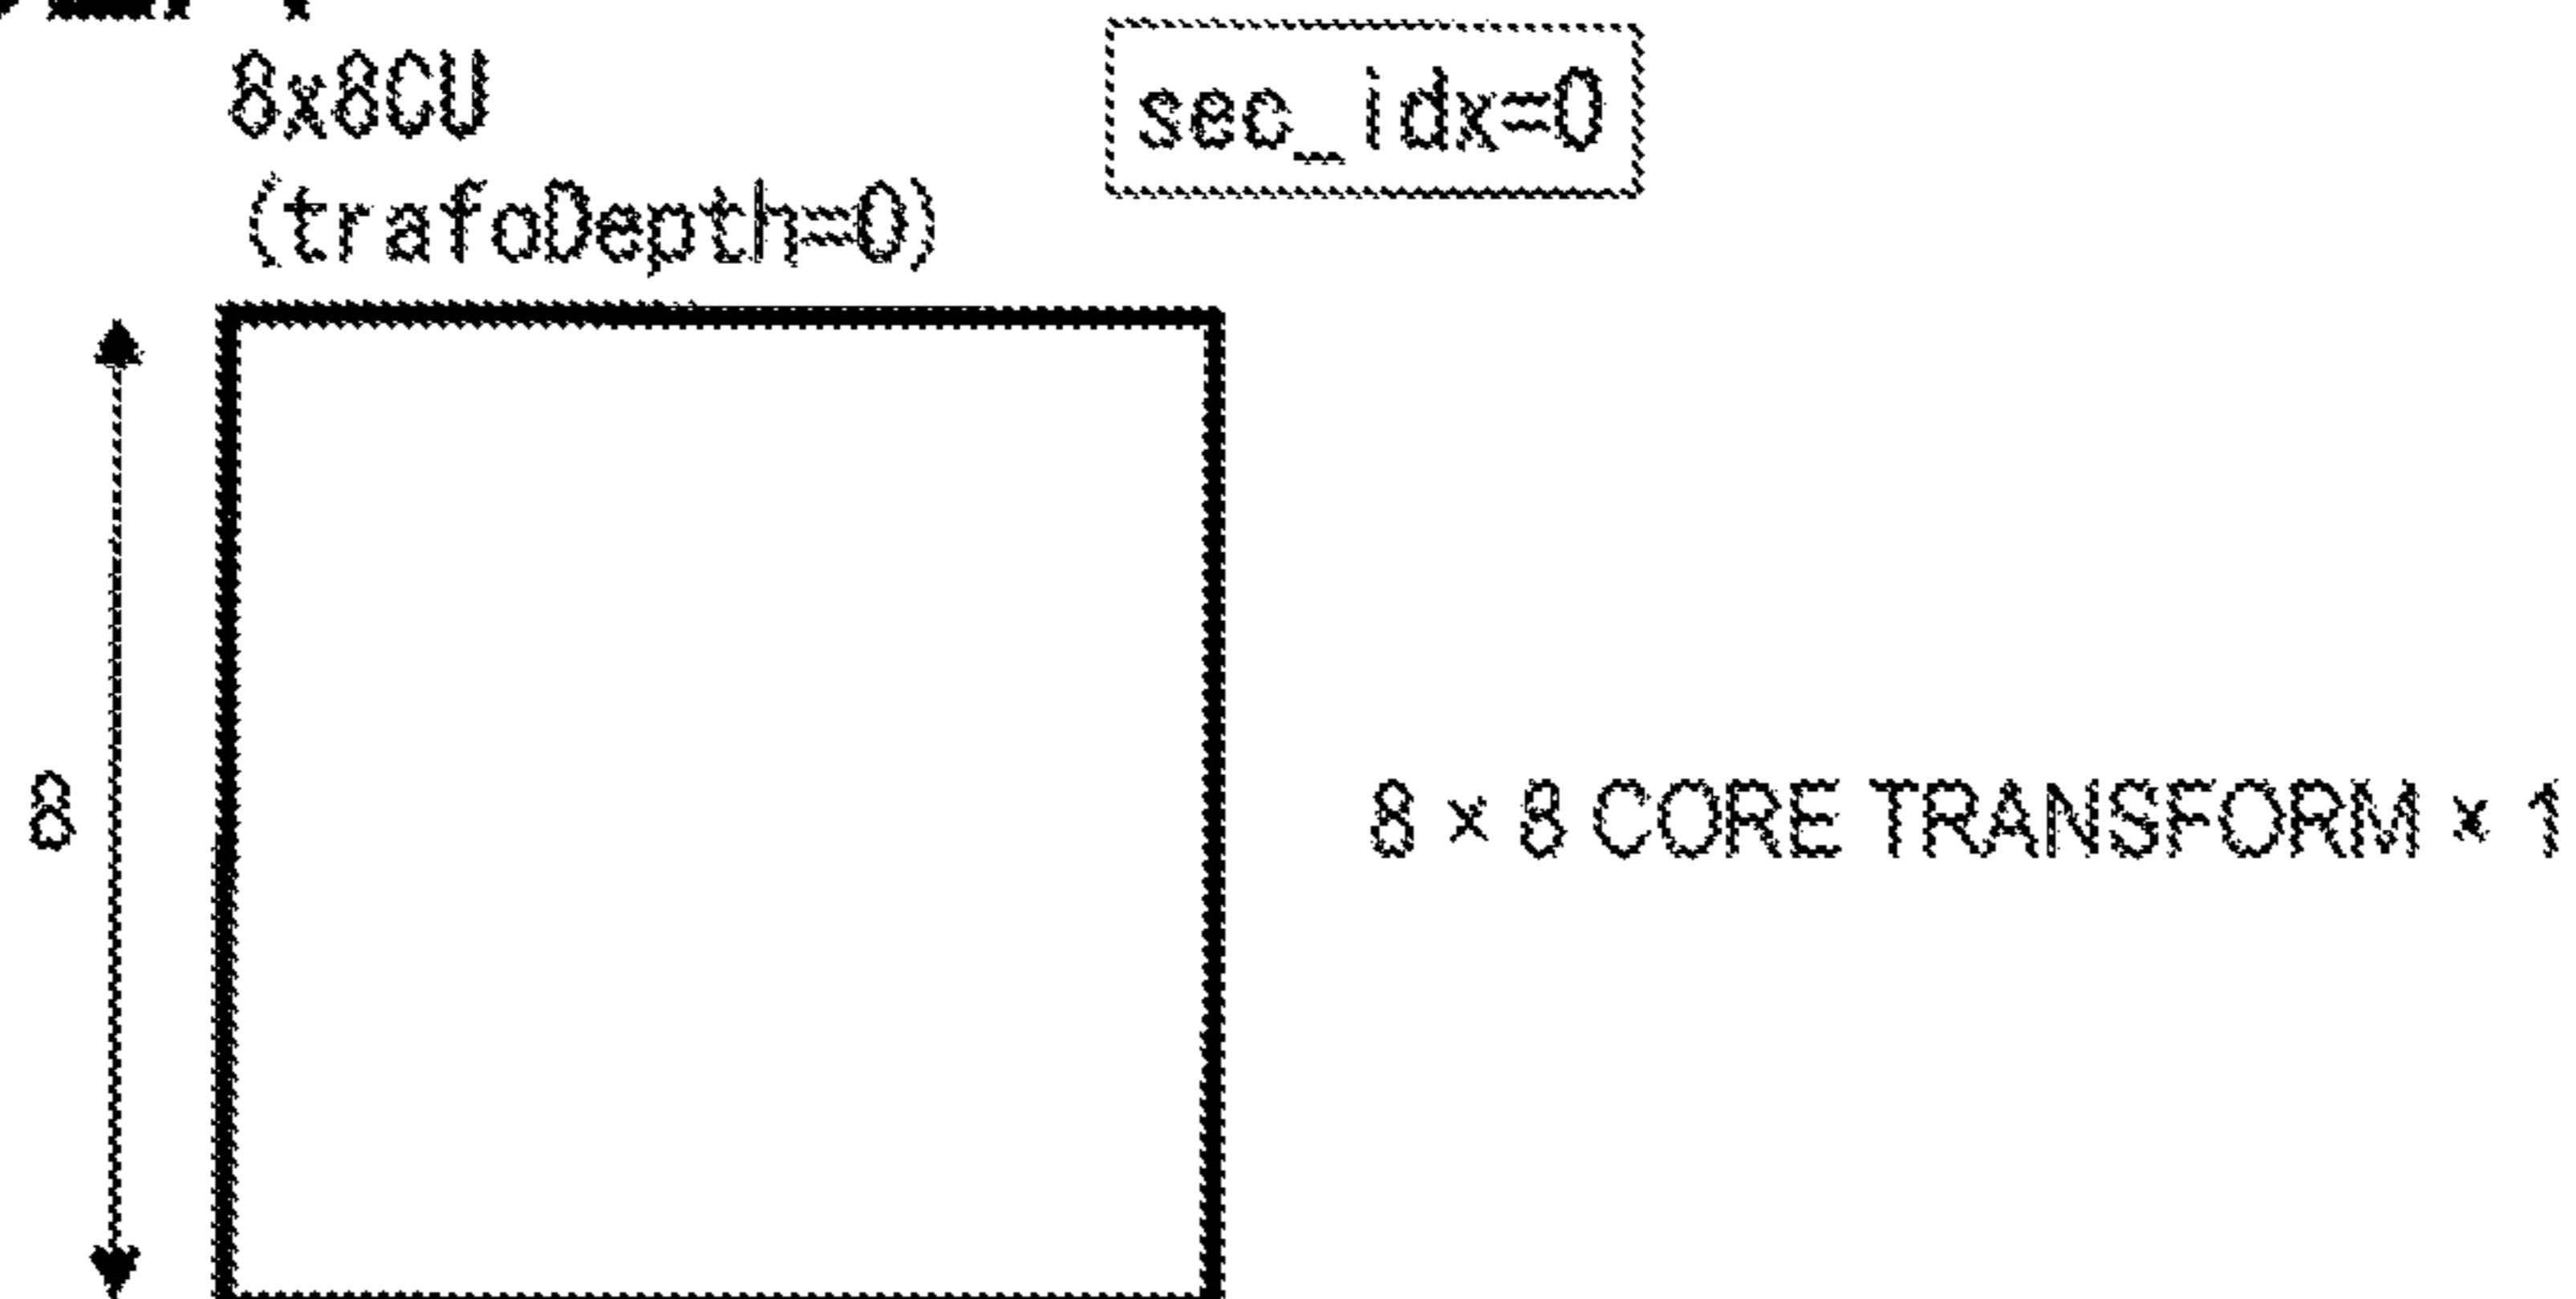 8x8CU
sec_idx=0
(trafoDepth=0)
8
8 × 8 CORE TRANSFORM × 1